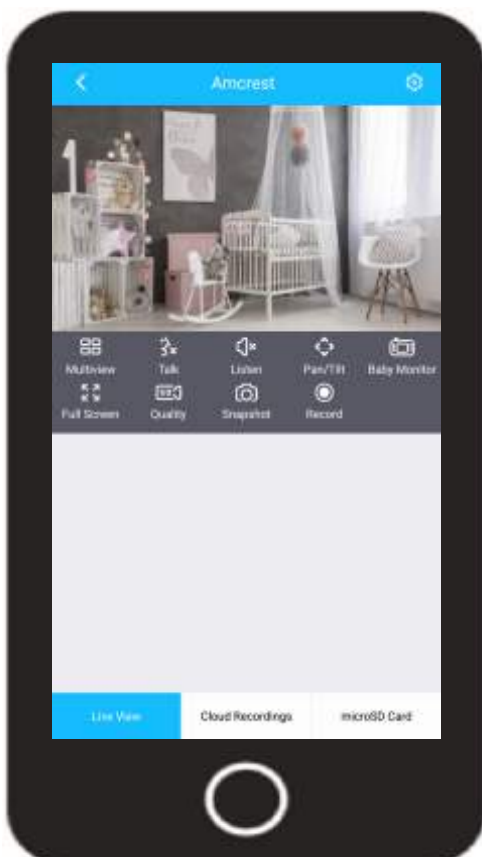 Amcrest
1
Multiview Talk Listen Pan/Tilt Baby Monitor
Full Screen Quality Snapshot Record
Live View Cloud Recordings microSD Card